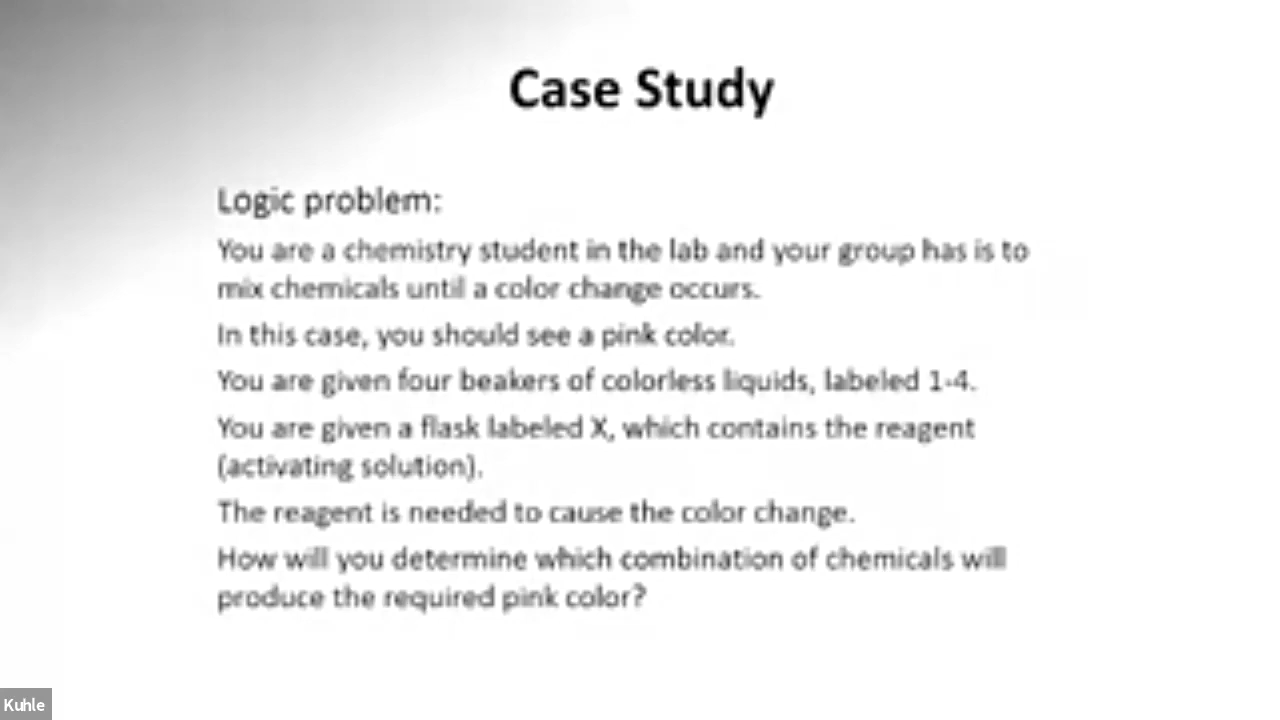 Case Study
Logic problem:
You are a chemistry student in the lab and your group has is to
mix chemicals until a color change occurs.
In this case, you should see a pink color.
You are given four beakers of colorless liquids, labeled 1-4.
You are given a flask labeled X, which contains the reagent
(activating solution).
The reagent is needed to cause the color change.
How will you determine which combination of chemicals will
produce the required pink color?
Kuhle